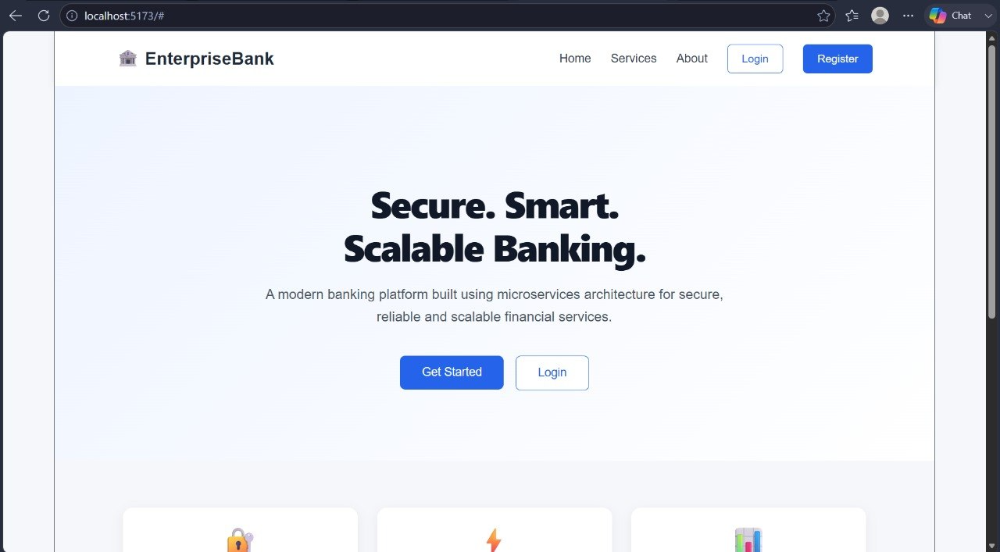 localhost:5173/#
Chat
EnterpriseBank
Home
Services
About
Login
Register
Secure. Smart.
Scalable Banking.
A modern banking platform built using microservices architecture for secure,
reliable and scalable financial services.
Get Started
Login